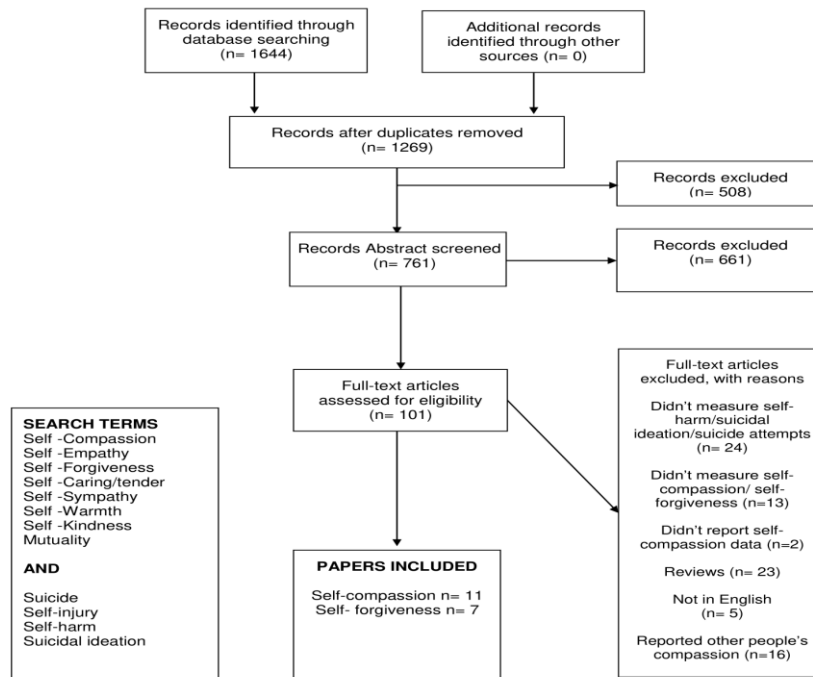 Records identified through
database searching
(n= 1644)
Additional records
identified through other
sources (n= 0)
Records after duplicates removed
(n= 1269)
Records excluded
(n= 508)
Records Abstract screened
(n= 761)
Records excluded
(n= 661)
Full-text articles
assessed for eligibility
(n= 101)
Full-text articles
excluded, with reasons
Didn't measure self-
harm/suicidal
ideation/suicide attempts
(n= 24)
Didn't measure self-
compassion/ self-
forgiveness (n=13)
Didn't report self-
compassion data (n=2)
Reviews (n= 23)
Not in English
(n= 5)
Reported other people's
compassion (n=16)
SEARCH TERMS
Self -Compassion
Self -Empathy
Self -Forgiveness
Self -Caring/tender
Self -Sympathy
Self -Warmth
Self -Kindness
Mutuality
AND
Suicide
Self-injury
Self-harm
Suicidal ideation
PAPERS INCLUDED
Self-compassion n= 11
Self- forgiveness n= 7